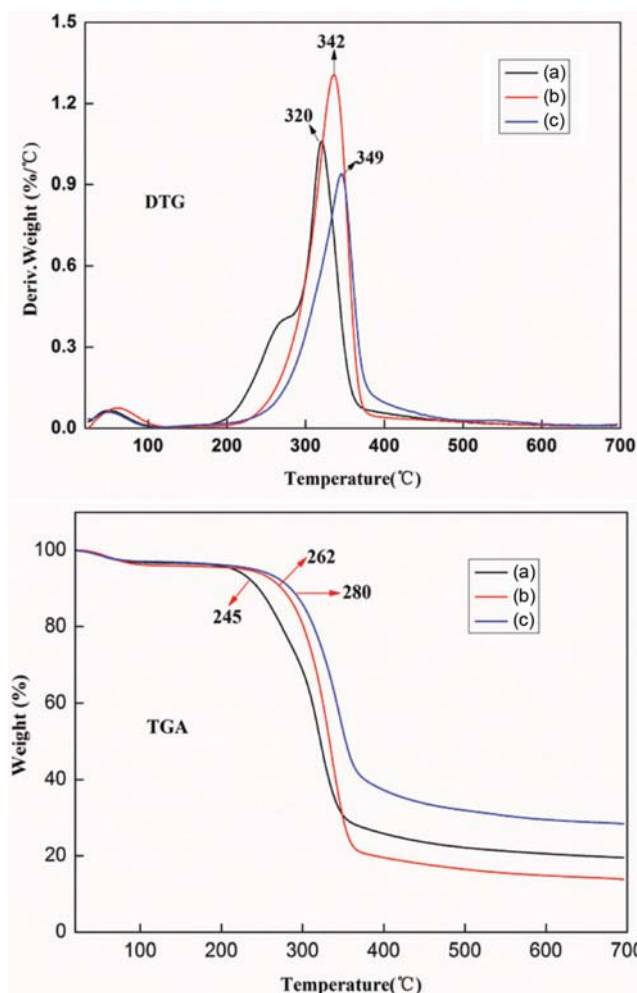 1.5
342
(a)
(b)
(c)
1.2
320
349
0.9
DTG
Deriv.Weight (%/℃)
0.6
0.3
0.0
100 200 300 400 500 600 700
Temperature(℃)
100
262
(a)
(b)
(c)
280
245
80
60
Weight (%)
TGA
40
20
0
100 200 300 400 500 600 700
Temperature(℃)